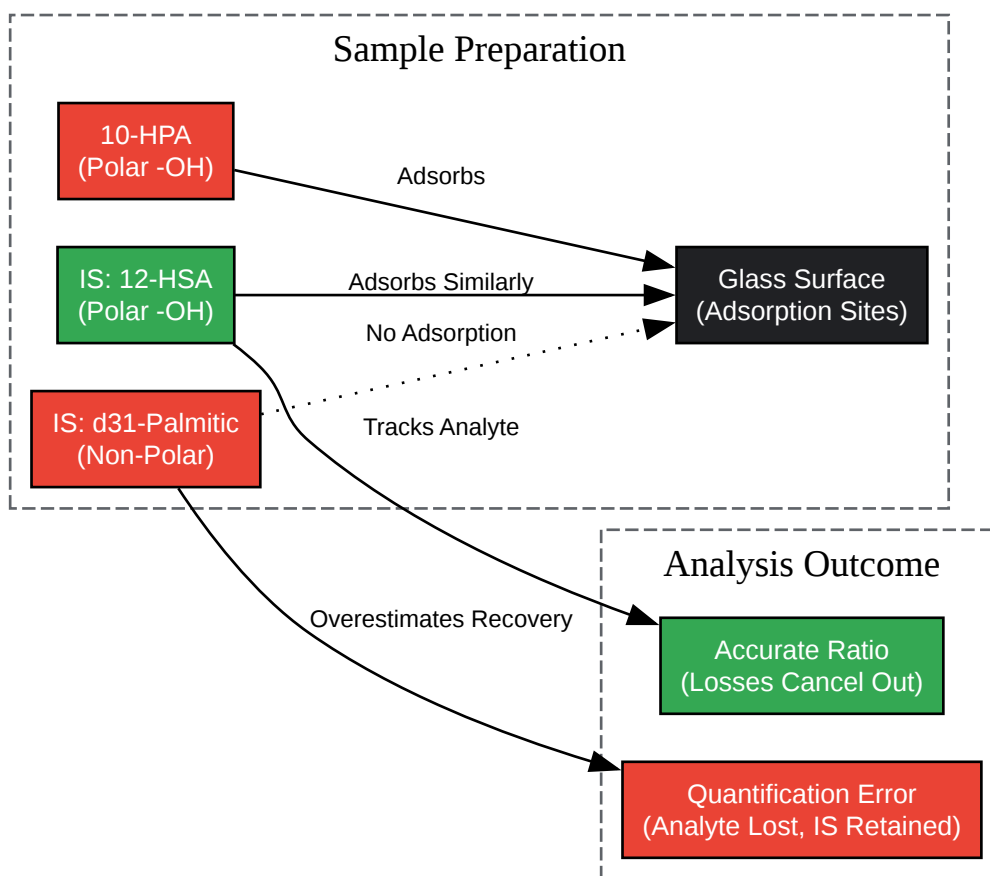 Sample Preparation
10-HPA
(Polar -OH)
Adsorbs
IS: 12-HSA
(Polar -OH)
Adsorbs Similarly
Glass Surface
(Adsorption Sites)
No Adsorption
IS: d31-Palmitic
(Non-Polar)
Tracks Analyte
Analysis Outcome
Overestimates Recovery
Accurate Ratio
(Losses Cancel Out)
Quantification Error
(Analyte Lost, IS Retained)